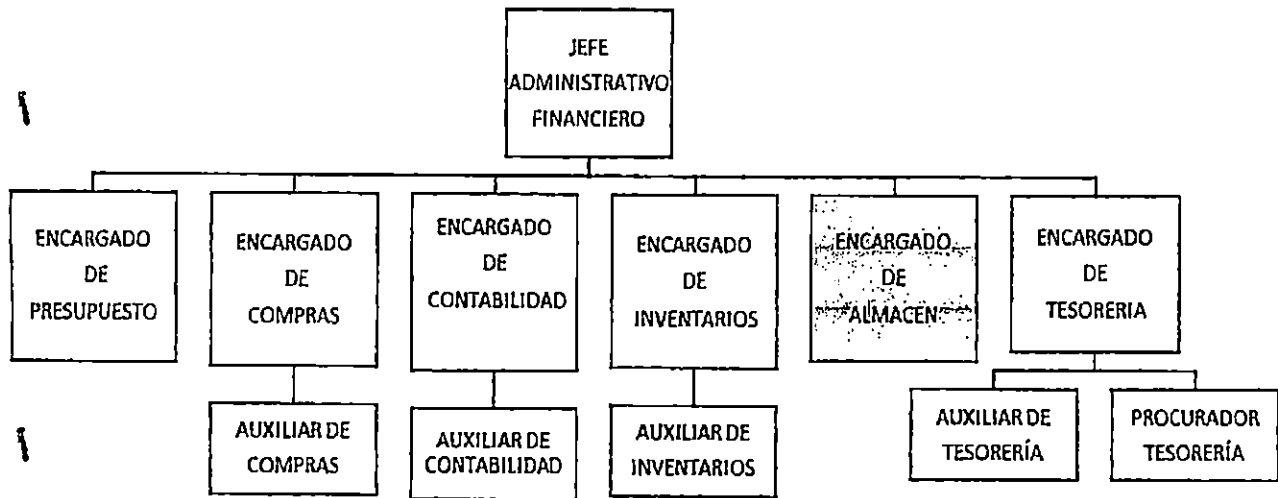 JEFE
ADMINISTRATIVO
FINANCIERO
ENCARGADO
DE
PRESUPUESTO
ENCARGADO
DE
COMPRAS
ENCARGADO
DE
CONTABILIDAD
ENCARGADO
DE
INVENTARIOS
ENCARGADO
DE
ALMACEN
ENCARGADO
DE
TESORERIA
AUXILIAR DE
COMPRAS
AUXILIAR DE
CONTABILIDAD
AUXILIAR DE
INVENTARIOS
AUXILIAR DE
TESORERÍA
PROCURADOR
TESORERÍA